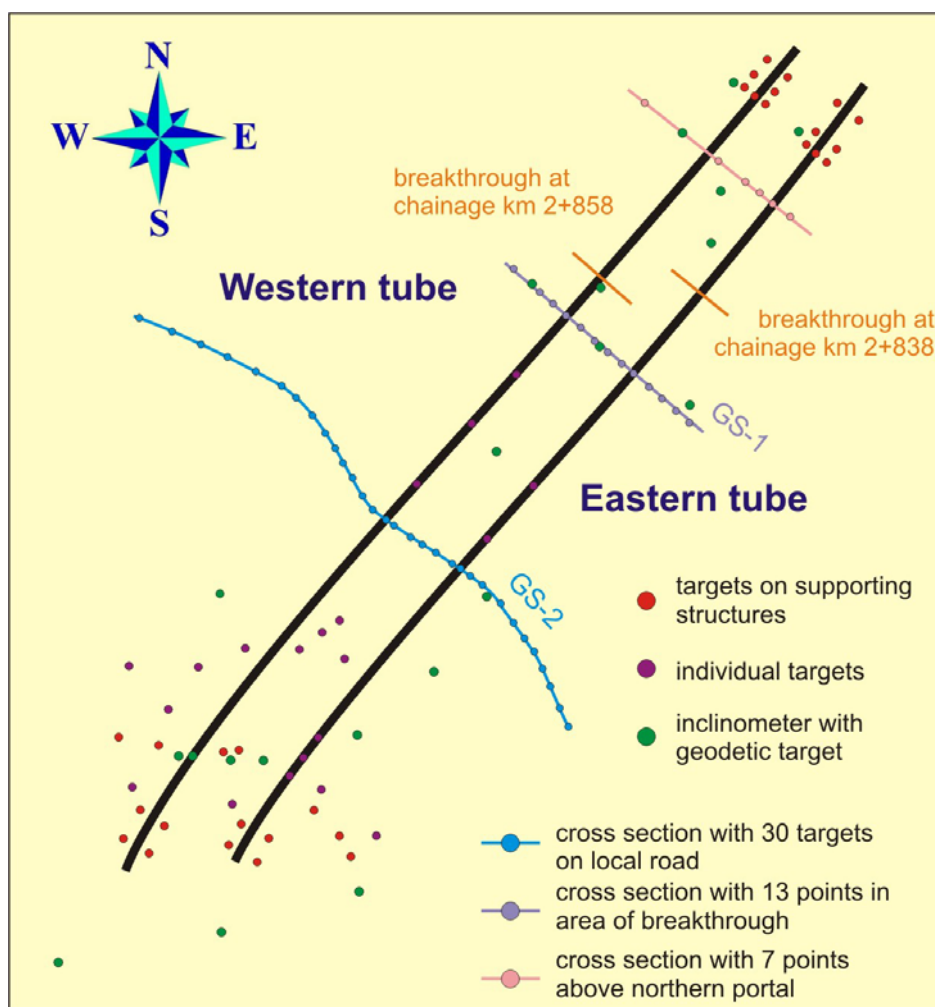 N
W
E
S
breakthrough at
chainage km 2+858
Western tube
breakthrough at
chainage km 2+838
GS-1
Eastern tube
GS-2
targets on supporting
structures
individual targets
inclinometer with
geodetic target
cross section with 30 targets
on local road
cross section with 13 points in
area of breakthrough
cross section with 7 points
above northern portal